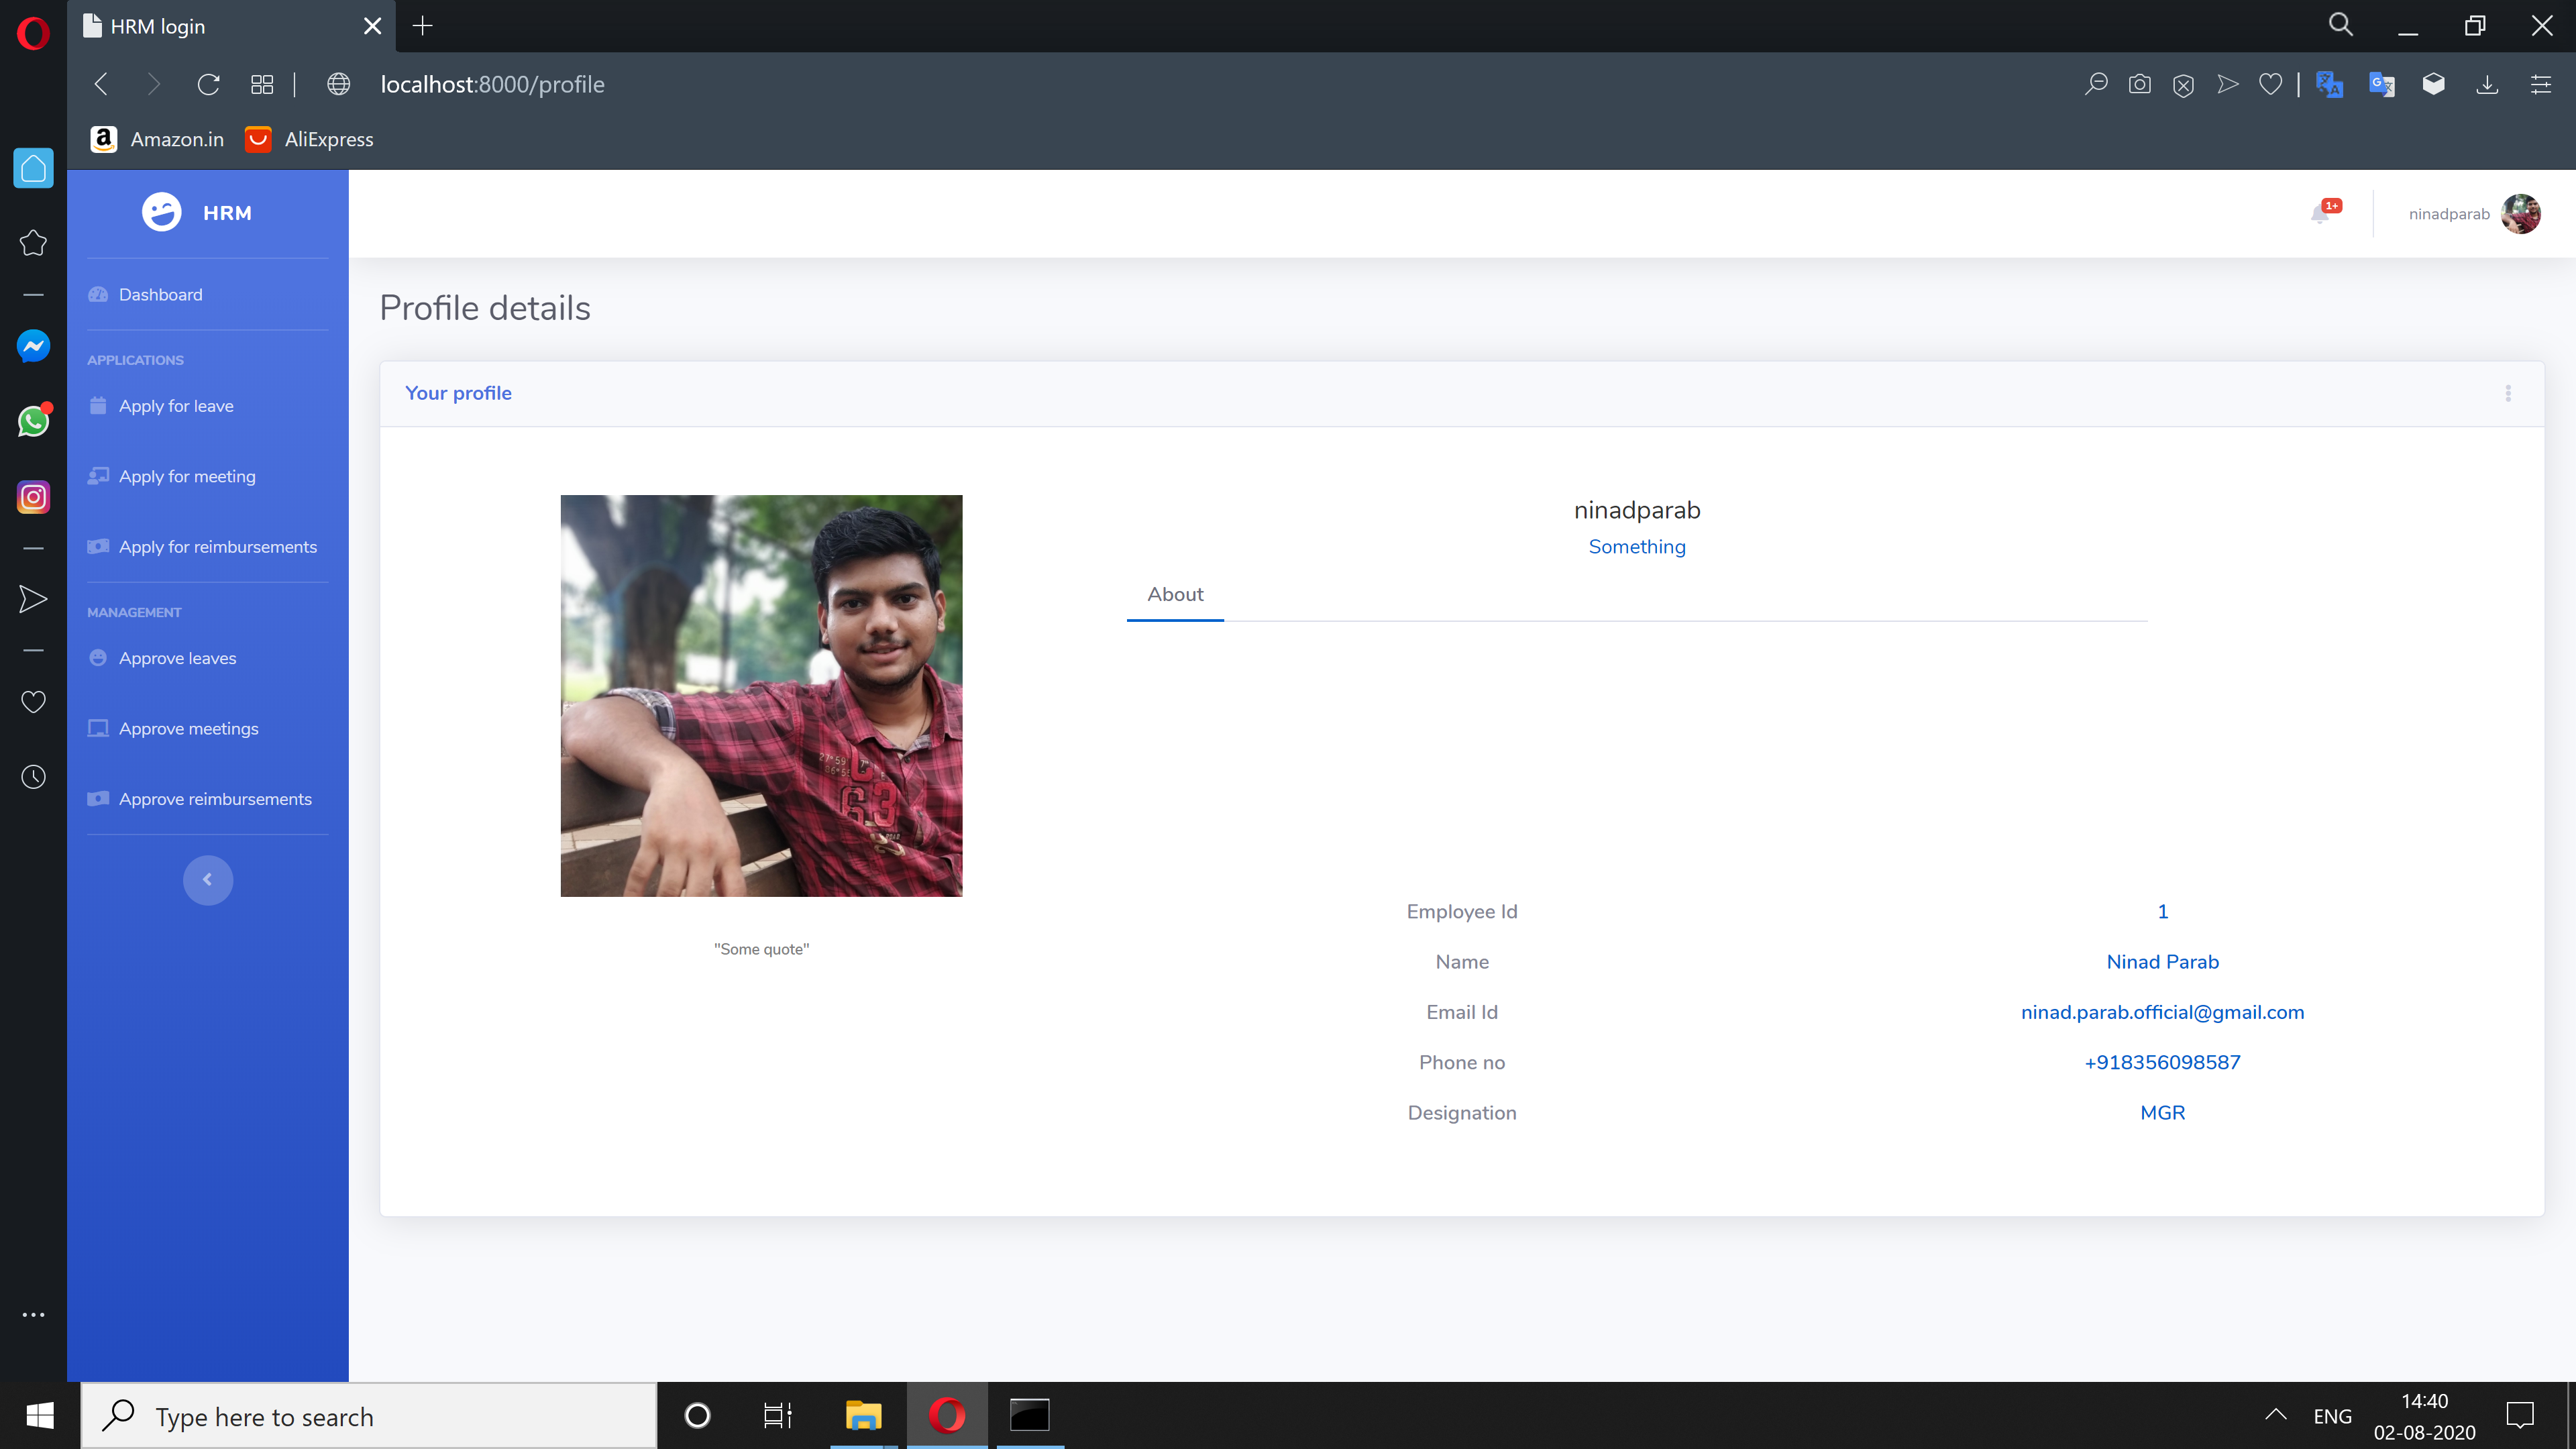 HRM login
localhost:8000/profile
Amazon.in
AliExpress
HRM
1+
ninadparab
Dashboard
APPLICATIONS
Apply for leave
Apply for meeting
Apply for reimbursements
MANAGEMENT
Approve leaves
Approve meetings
Approve reimbursements
Profile details
Your profile
"Some quote"
ninadparab
Something
About
Employee Id 1
Name Ninad Parab
Email Id ninad.parab.official@gmail.com
Phone no +918356098587
Designation MGR
Type here to search
ENG
14:40
02-08-2020